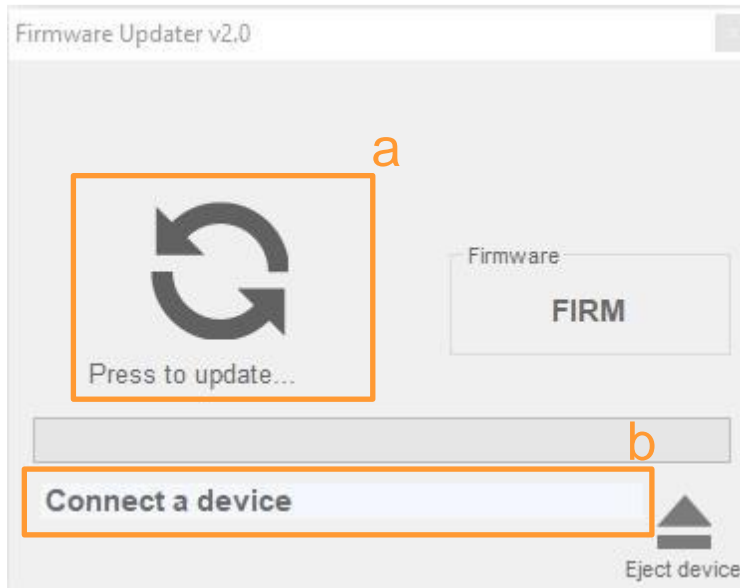 Firmware Updater v2.0
a
Firmware
FIRM
Press to update...
b
Connect a device
Eject device